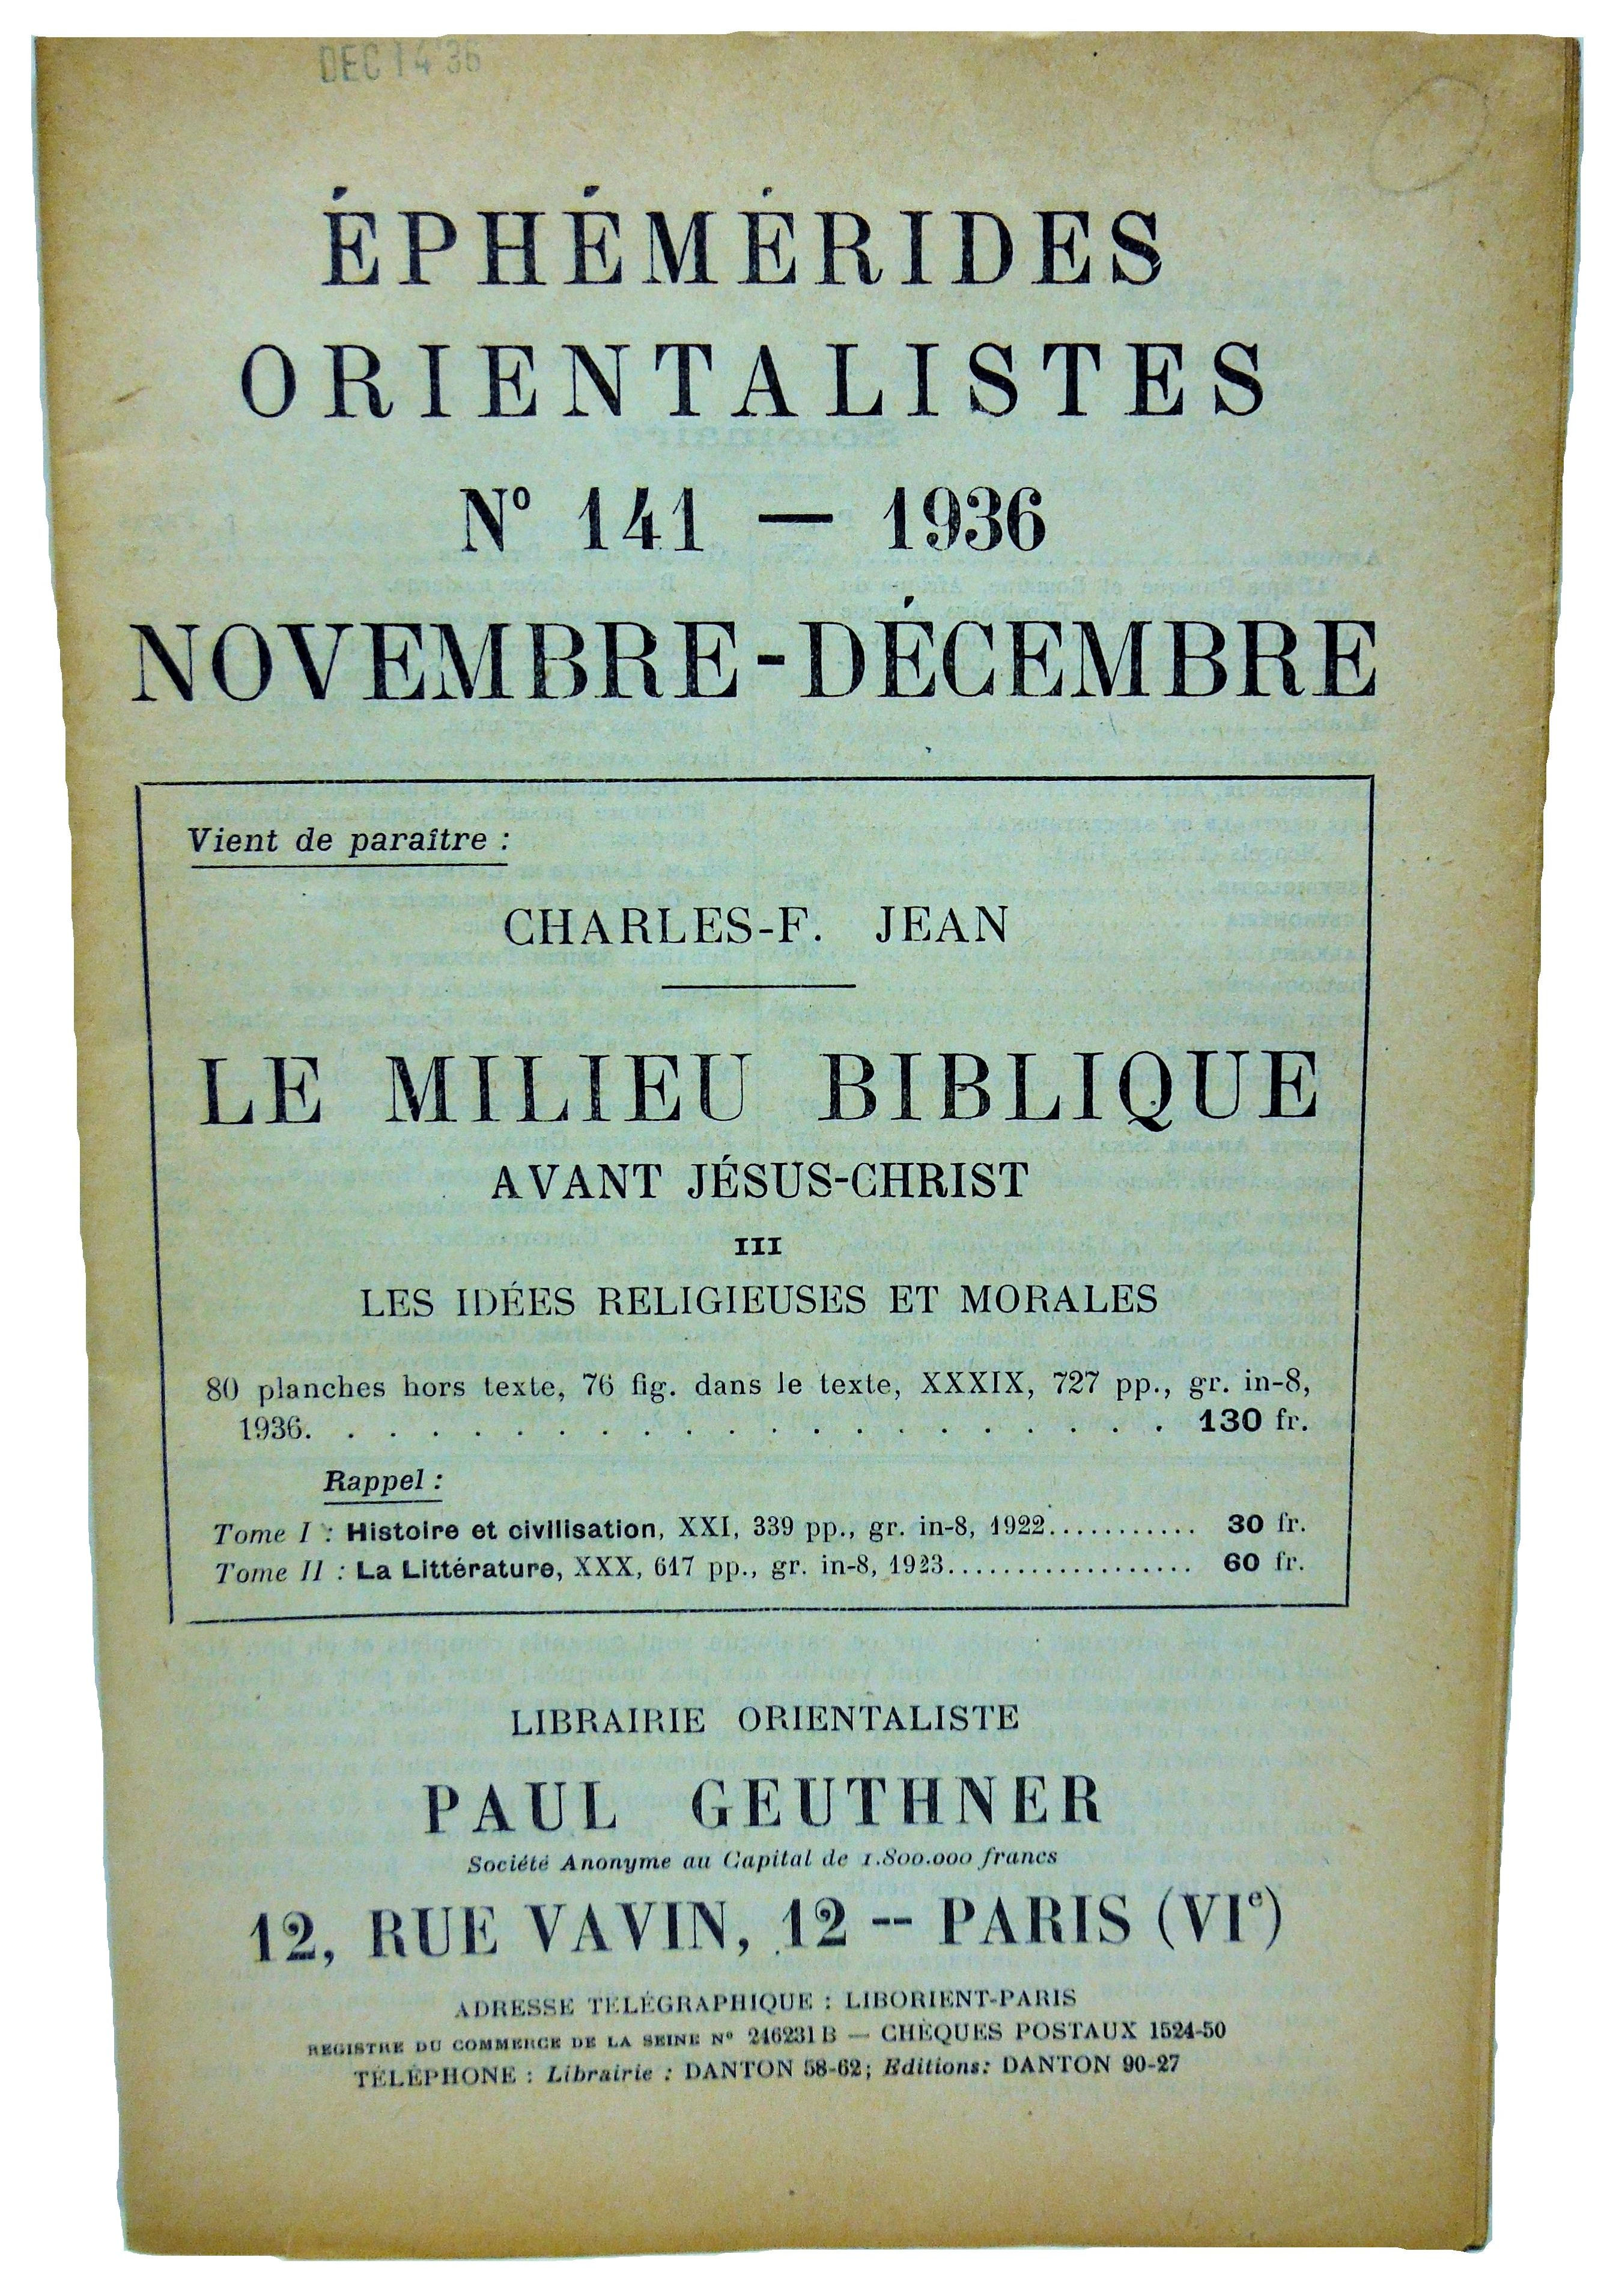 DEC 14 '36
ÉPHÉMÉRIDES
ORIENTALISTES
N° 141 — 1936
NOVEMBRE-DÉCEMBRE
Vient de paraître :
CHARLES-F. JEAN
LE MILIEU BIBLIQUE
AVANT JÉSUS-CHRIST
III
LES IDÉES RELIGIEUSES ET MORALES
80 planches hors texte, 76 fig. dans le texte, XXXIX, 727 pp., gr. in-8,
1936. . . . . . . . . . . . . . . . . . . . . 130 fr.
Rappel :
Tome I : Histoire et civilisation, XXI, 339 pp., gr. in-8, 1922........... 30 fr.
Tome II : La Littérature, XXX, 617 pp., gr. in-8, 1923.................. 60 fr.
LIBRAIRIE ORIENTALISTE
PAUL GEUTHNER
Société Anonyme au Capital de 1.800.000 francs
12, RUE VAVIN, 12 -- PARIS (VIe)
ADRESSE TÉLÉGRAPHIQUE : LIBORIENT-PARIS
REGISTRE DU COMMERCE DE LA SEINE N° 246231 B — CHÈQUES POSTAUX 1524-50
TÉLÉPHONE : Librairie : DANTON 58-62; Editions: DANTON 90-27